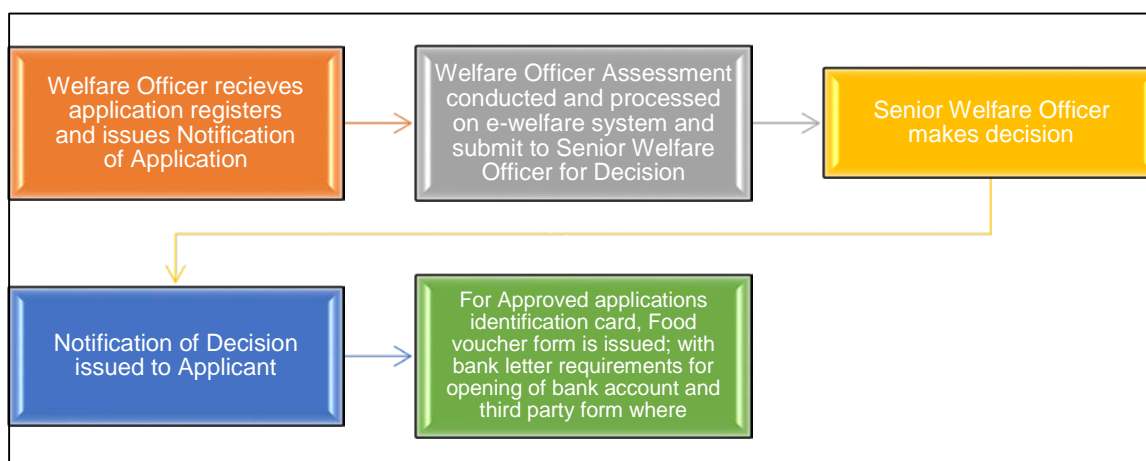 Welfare Officer recieves
application registers
and issues Notification
of Application
Welfare Officer Assessment
conducted and processed
on e-welfare system and
submit to Senior Welfare
Officer for Decision
Senior Welfare Officer
makes decision
Notification of Decision
issued to Applicant
For Approved applications
identification card, Food
voucher form is issued; with
bank letter requirements for
opening of bank account and
third party form where